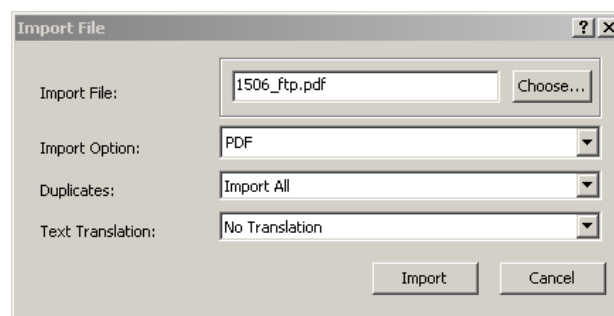 Import File
Import File:
1506_ftp.pdf
Choose...
Import Option:
PDF
Duplicates:
Import All
Text Translation:
No Translation
Import
Cancel